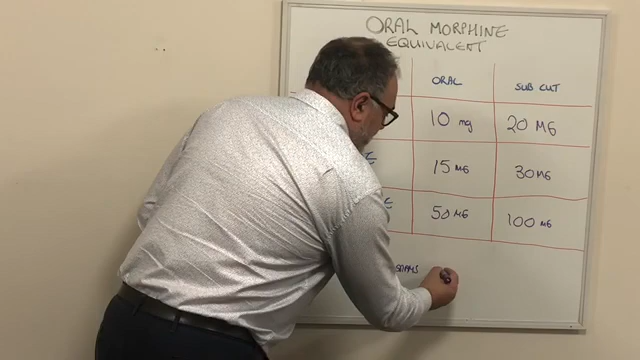 ORAL MORPHINE
EQUIVALENT
ORAL SUB CUT
10 mg 20 MG
15 MG 30 MG
50 MG 100 MG